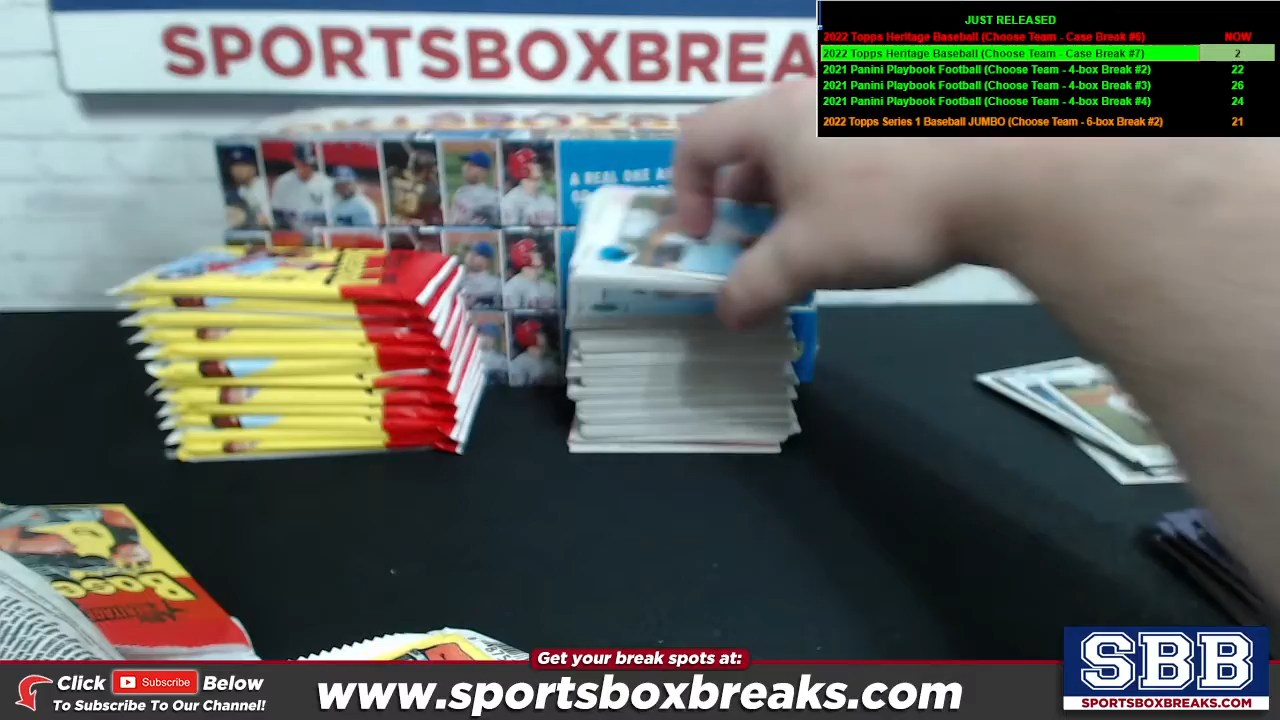 SPORTSBOXBREA
JUST RELEASED
2022 Topps Heritage Baseball (Choose Team - Case Break #6) NOW
2022 Topps Heritage Baseball (Choose Team - Case Break #7) 2
2021 Panini Playbook Football (Choose Team - 4-box Break #2) 22
2021 Panini Playbook Football (Choose Team - 4-box Break #3) 26
2021 Panini Playbook Football (Choose Team - 4-box Break #4) 24
2022 Topps Series 1 Baseball JUMBO (Choose Team - 6-box Break #2) 21
A REAL ONE
HERITAGE
Get your break spots at:
Click Subscribe Below
To Subscribe To Our Channel!
www.sportsboxbreaks.com
SBB
SPORTSBOXBREAKS.COM